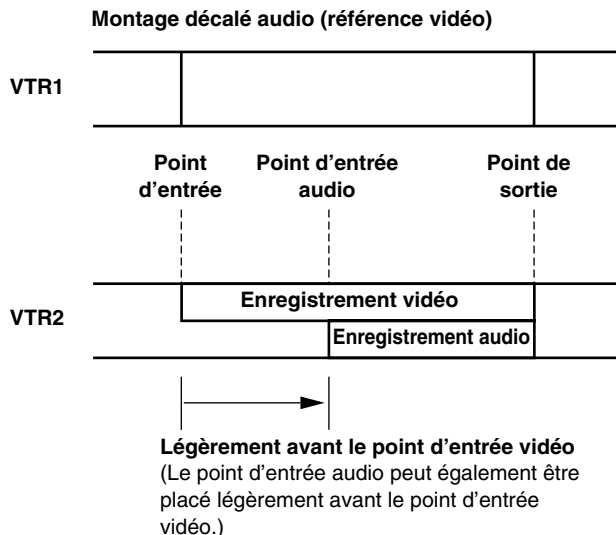 Montage décalé audio (référence vidéo)
VTR1
Point d'entrée
Point d'entrée audio
Point de sortie
VTR2
Enregistrement vidéo
Enregistrement audio
Légèrement avant le point d'entrée vidéo
(Le point d'entrée audio peut également être
placé légèrement avant le point d'entrée
vidéo.)